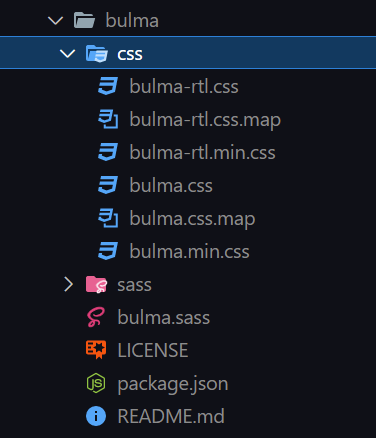 bulma
css
bulma-rtl.css
bulma-rtl.css.map
bulma-rtl.min.css
bulma.css
bulma.css.map
bulma.min.css
sass
bulma.sass
LICENSE
package.json
README.md